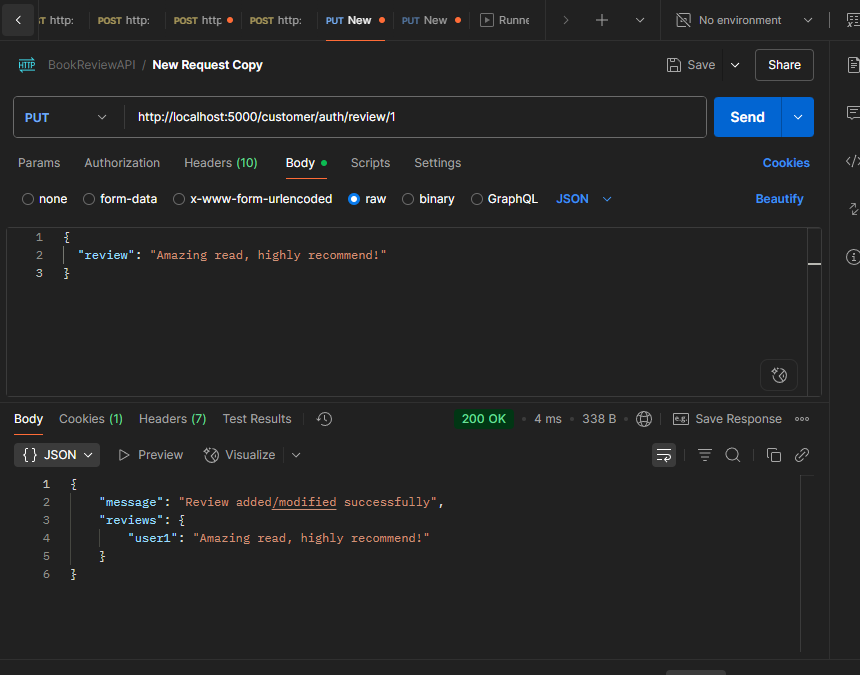 ST http: POST http: POST http POST http: PUT New PUT New Runne No environment
HTTP BookReviewAPI / New Request Copy Save Share
PUT http://localhost:5000/customer/auth/review/1 Send
Params Authorization Headers (10) Body Scripts Settings Cookies
none form-data x-www-form-urlencoded raw binary GraphQL JSON Beautify
1 {
2 "review": "Amazing read, highly recommend!"
3 }
Body Cookies (1) Headers (7) Test Results 200 OK • 4 ms • 338 B • e.g. Save Response
{} JSON Preview Visualize
1 {
2 "message": "Review added/modified successfully",
3 "reviews": {
4 "user1": "Amazing read, highly recommend!"
5 }
6 }